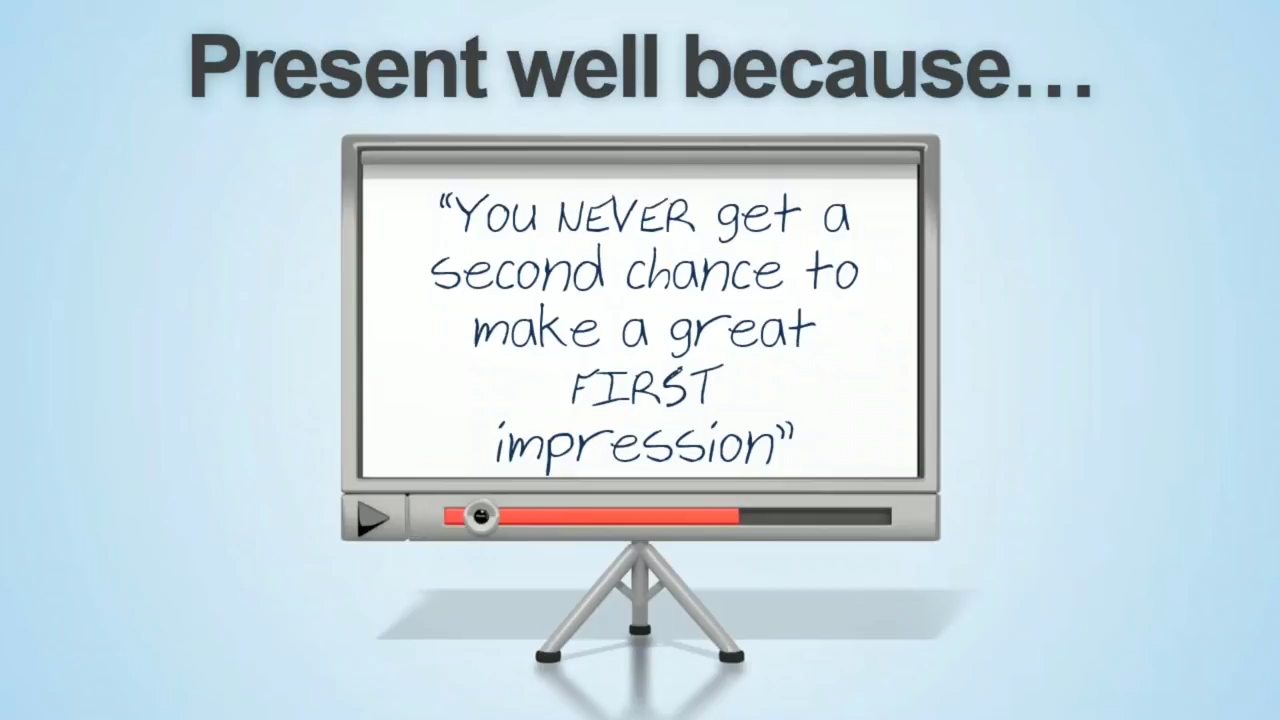 Present well because…
“YOU NEVER get a
second chance to
make a great
FIRST
impression”